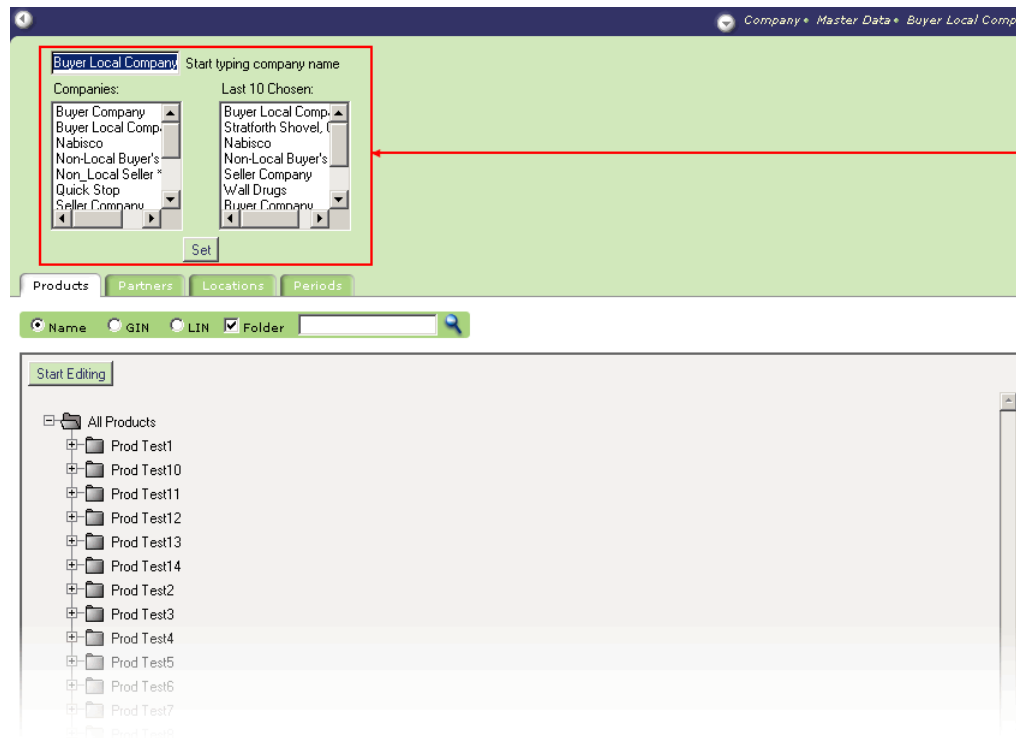 Company • Master Data • Buyer Local Comp
Buyer Local Company Start typing company name
Companies: Last 10 Chosen:
Buyer Company Buyer Local Comp
Buyer Local Comp Stratforth Shovel,
Nabisco Nabisco
Non-Local Buyer's Non-Local Buyer's
Non_Local Seller * Seller Company
Quick Stop Wall Drugs
Seller Company Buyer Company
Set
Products Partners Locations Periods
Name GIN LIN Folder
Start Editing
All Products
Prod Test1
Prod Test10
Prod Test11
Prod Test12
Prod Test13
Prod Test14
Prod Test2
Prod Test3
Prod Test4
Prod Test5
Prod Test6
Prod Test7